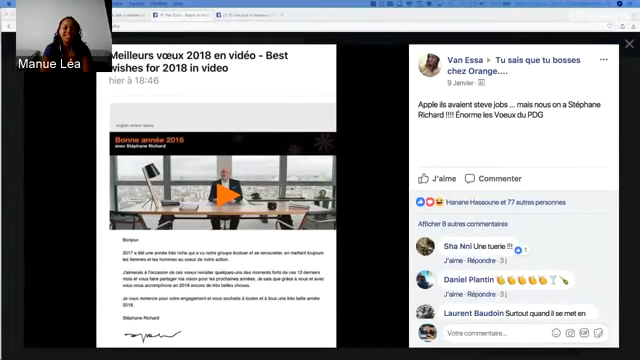 Manue Léa
Meilleurs vœux 2018 en vidéo - Best
wishes for 2018 in video
hier à 18:46
english version below
Bonne année 2018
avec Stéphane Richard
Bonjour,
2017 a été une année très riche qui a vu notre groupe évoluer et se renouveler, en mettant toujours
les femmes et les hommes au coeur de notre action.
J'aimerais à l'occasion de ces voeux revisiter quelques-uns des moments forts de ces 12 derniers
mois et vous faire partager ma vision pour les prochaines années. Je sais que grâce à vous et avec
vous nous accomplirons en 2018 encore de très belles choses.
Je vous remercie pour votre engagement et vous souhaite à toutes et à tous une très belle année
2018.
Stéphane Richard
Van Essa ▶ Tu sais que tu bosses
chez Orange....
9 Janvier
Apple ils avaient steve jobs ... mais nous on a Stéphane
Richard !!!! Énorme les Voeux du PDG
J'aime Commenter
Hanane Hassoune et 77 autres personnes
Afficher 8 autres commentaires
Sha Nni Une tuerie !!!
1
J'aime · Répondre · 3 j
Daniel Plantin
J'aime · Répondre · 3 j
Laurent Baudoin Surtout quand il se met en
Votre commentaire...
GIF